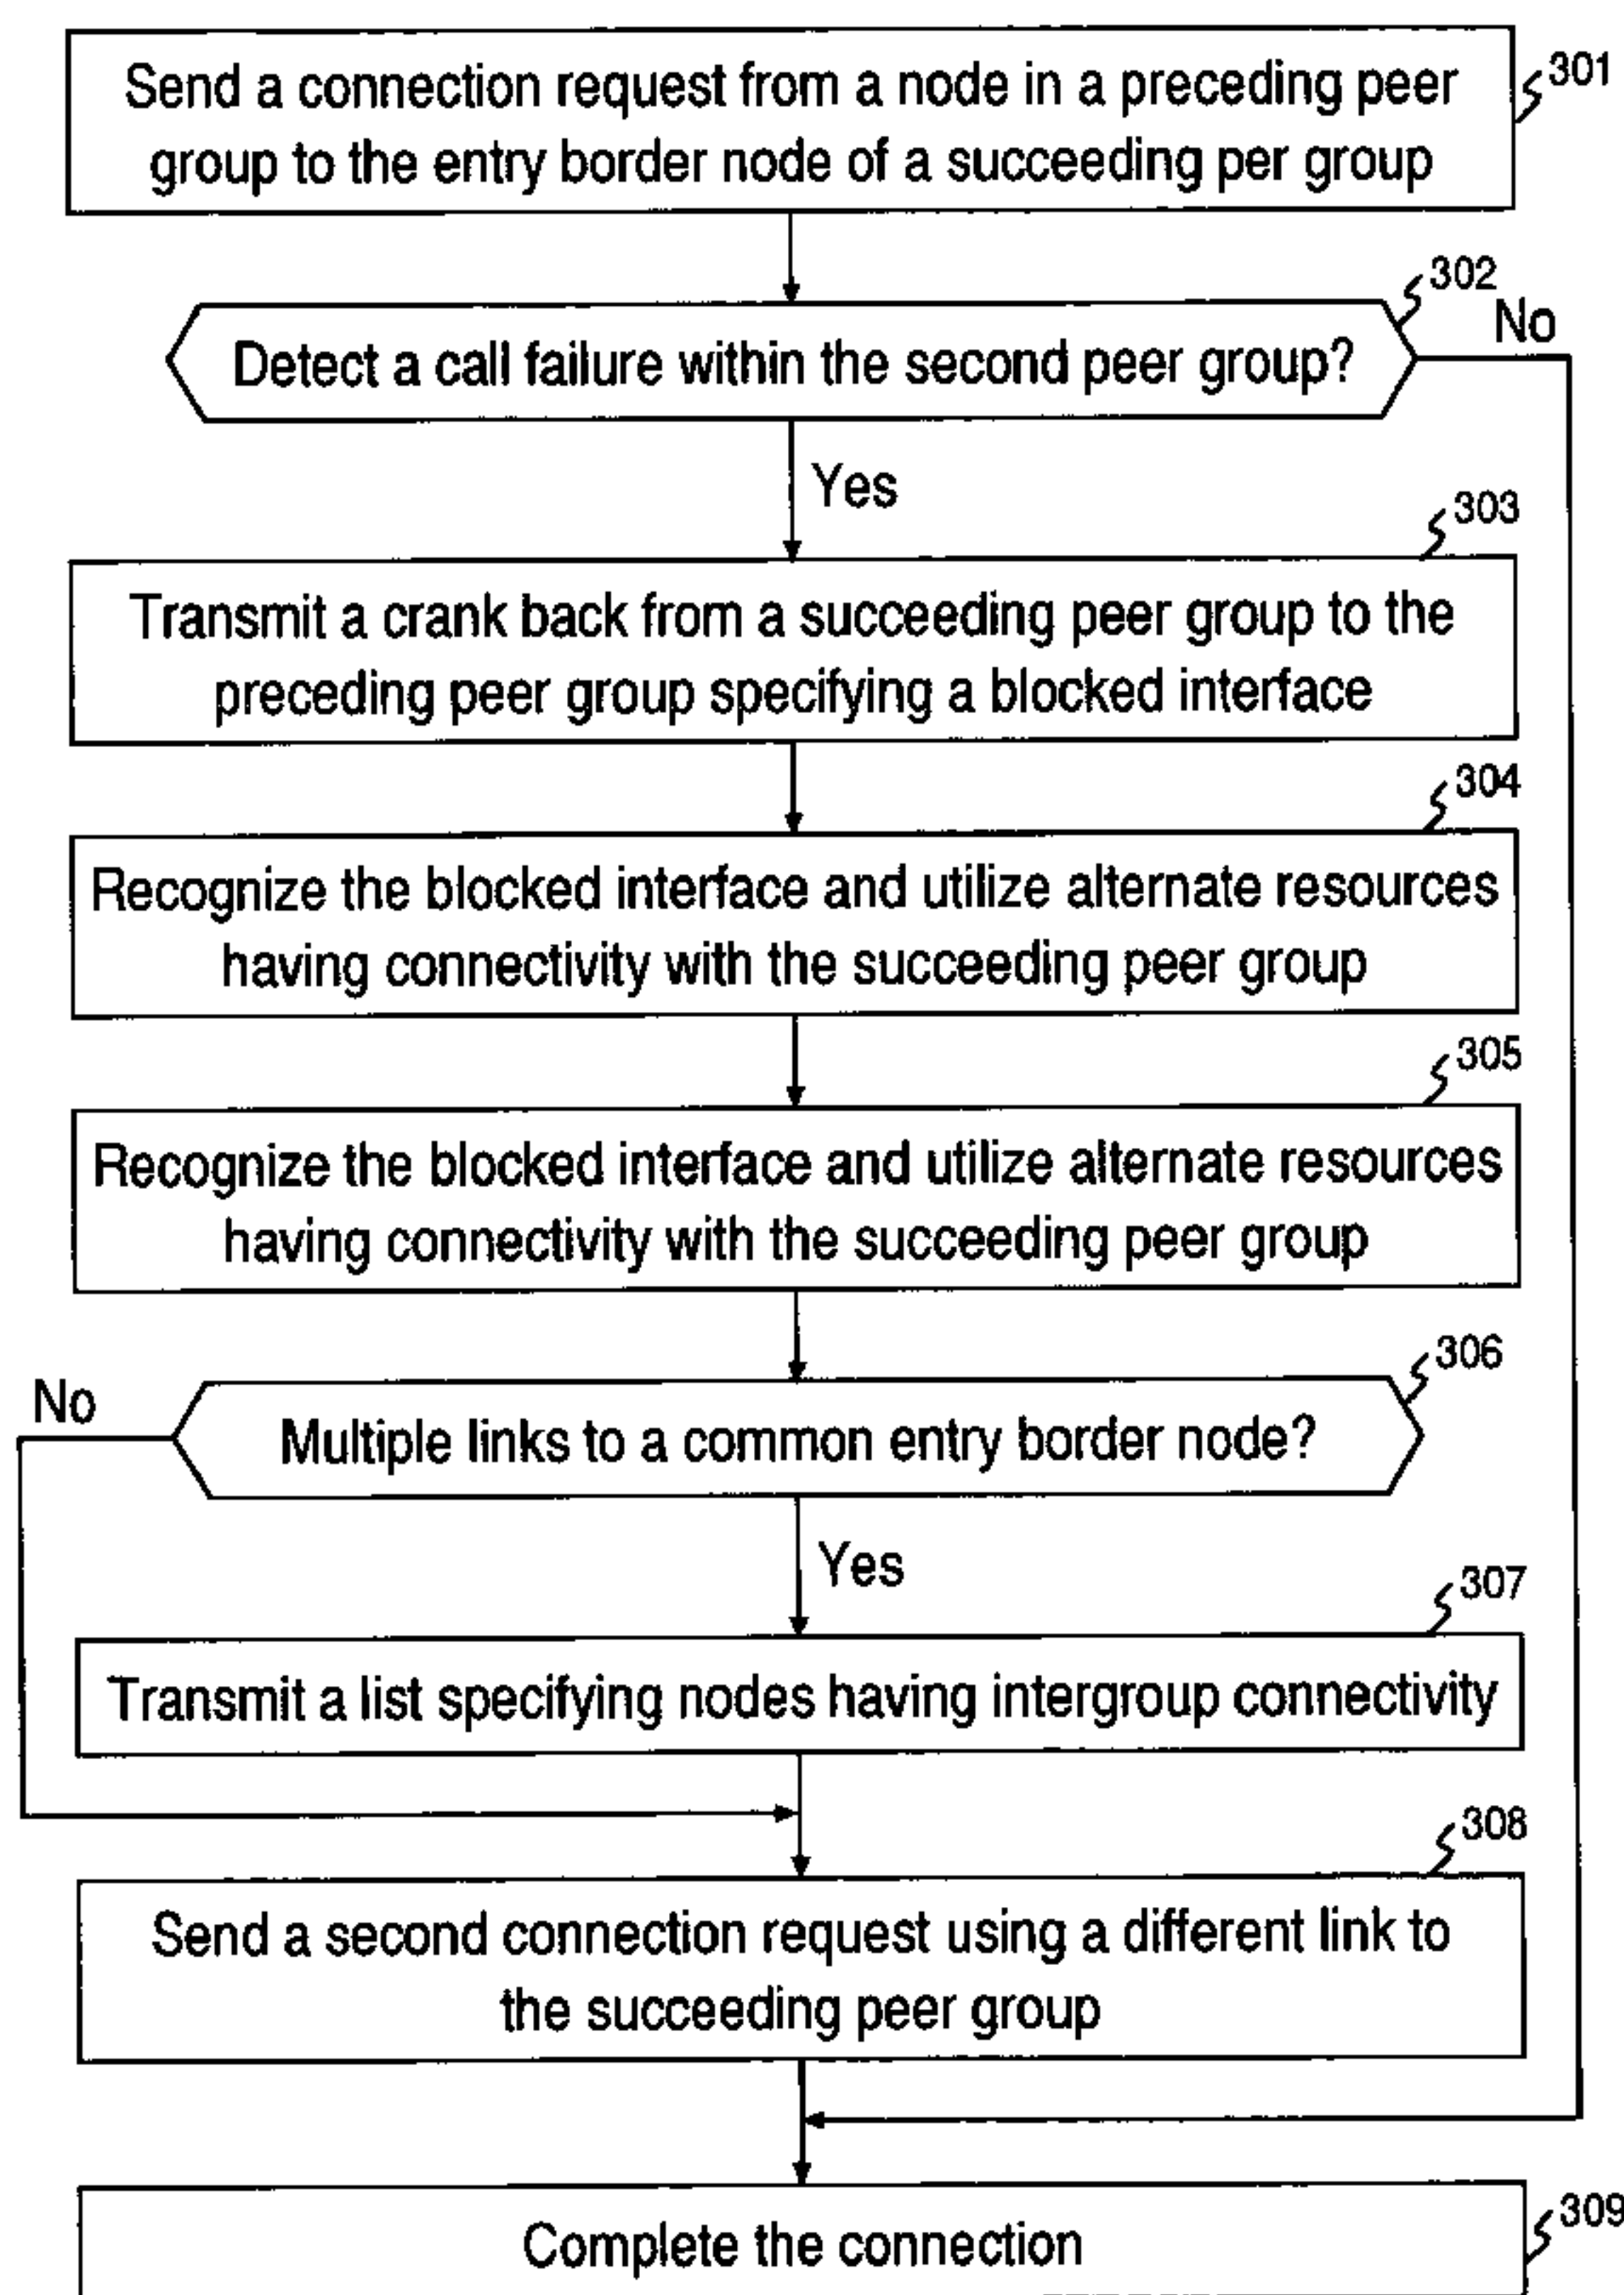 Send a connection request from a node in a preceding peer
group to the entry border node of a succeeding per group
301
302
No
Detect a call failure within the second peer group?
Yes
303
Transmit a crank back from a succeeding peer group to the
preceding peer group specifying a blocked interface
304
Recognize the blocked interface and utilize alternate resources
having connectivity with the succeeding peer group
305
Recognize the blocked interface and utilize alternate resources
having connectivity with the succeeding peer group
306
No
Multiple links to a common entry border node?
Yes
307
Transmit a list specifying nodes having intergroup connectivity
308
Send a second connection request using a different link to
the succeeding peer group
309
Complete the connection